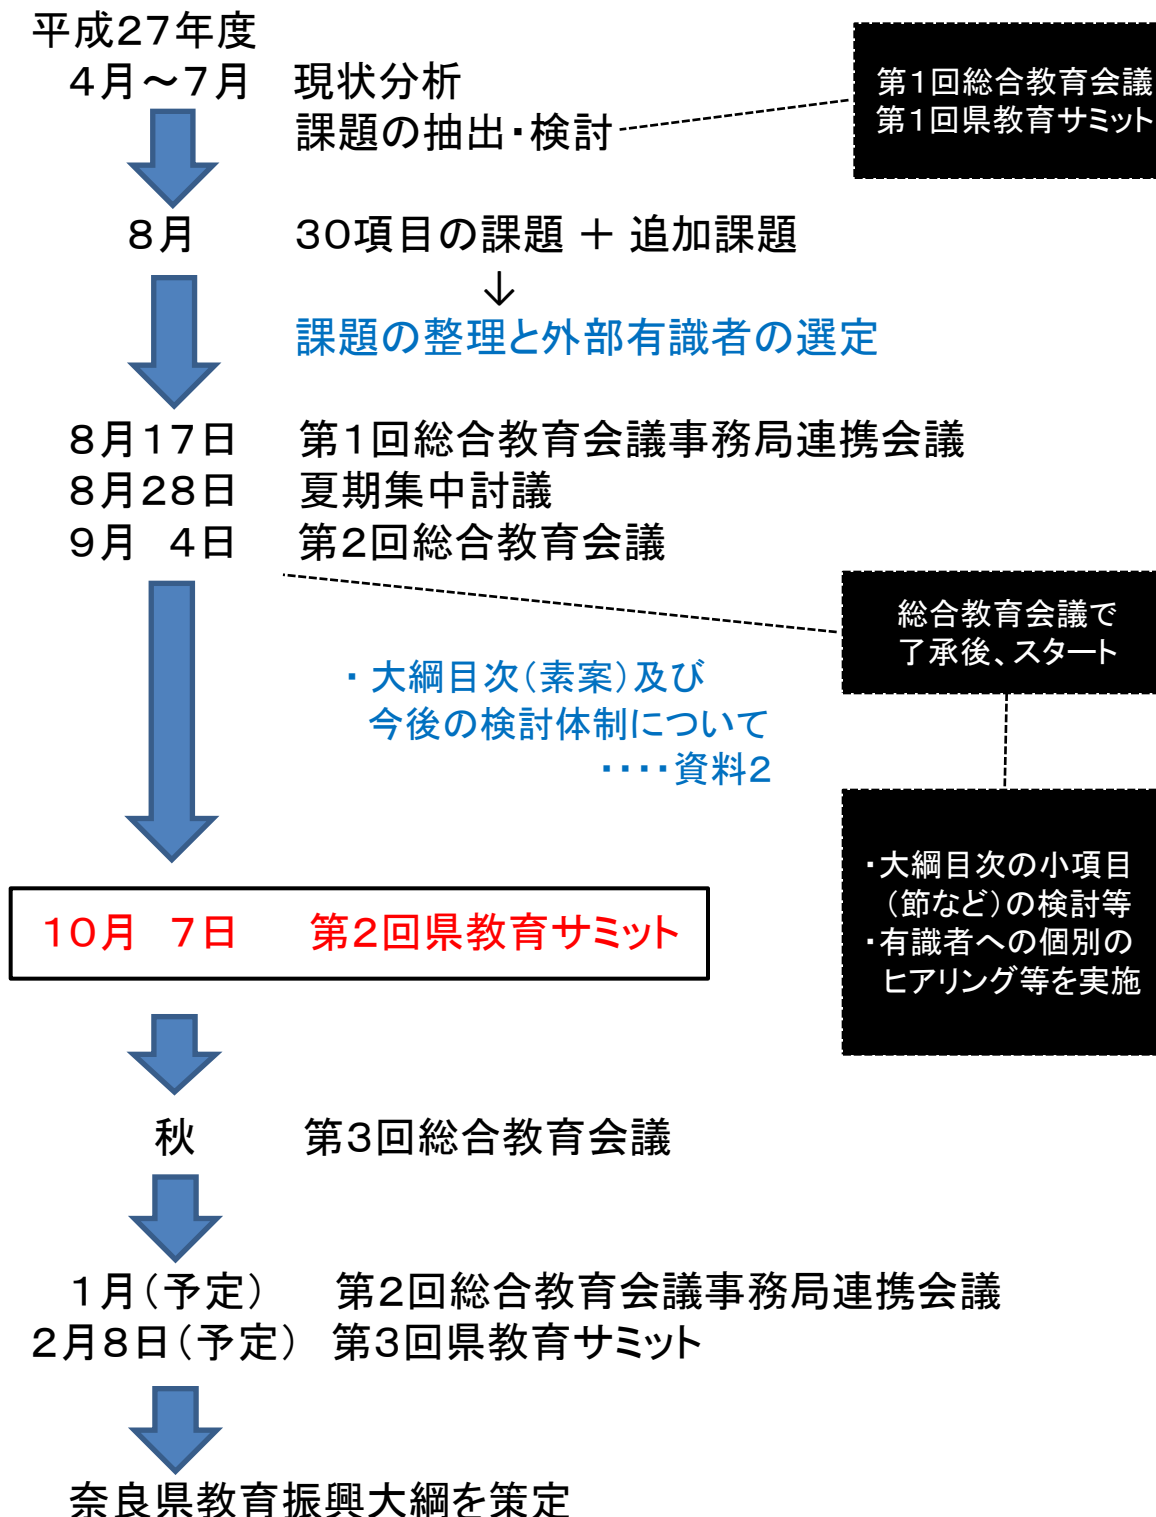 平成27年度
4月～7月　現状分析
課題の抽出・検討
第1回総合教育会議
第1回県教育サミット
8月　30項目の課題 ＋ 追加課題
↓
課題の整理と外部有識者の選定
8月17日　第1回総合教育会議事務局連携会議
8月28日　夏期集中討議
9月　4日　第2回総合教育会議
総合教育会議で
了承後、スタート
・大綱目次（素案）及び
今後の検討体制について
・・・・資料2
・大綱目次の小項目
（節など）の検討等
・有識者への個別の
ヒアリング等を実施
10月　7日　第2回県教育サミット
秋　第3回総合教育会議
1月（予定）　第2回総合教育会議事務局連携会議
2月8日（予定）　第3回県教育サミット
奈良県教育振興大綱を策定